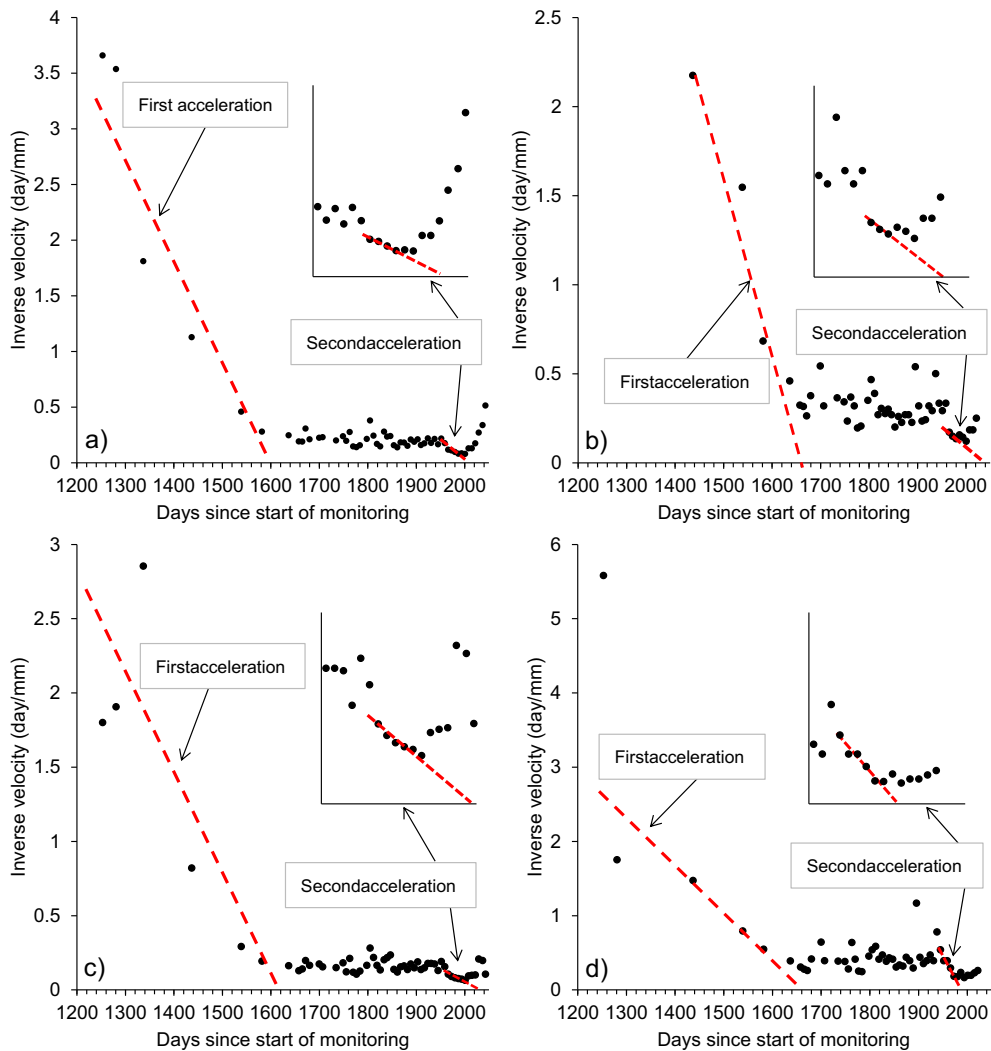 4
3.5
3
2.5
2
1.5
1
0.5
0
Inverse velocity (day/mm)
First acceleration
Secondacceleration
a)
1200 1300 1400 1500 1600 1700 1800 1900 2000
Days since start of monitoring
2.5
2
1.5
1
0.5
0
Inverse velocity (day/mm)
Firstacceleration
Secondacceleration
b)
1200 1300 1400 1500 1600 1700 1800 1900 2000
Days since start of monitoring
3
2.5
2
1.5
1
0.5
0
Inverse velocity (day/mm)
Firstacceleration
Secondacceleration
c)
1200 1300 1400 1500 1600 1700 1800 1900 2000
Days since start of monitoring
6
5
4
3
2
1
0
Inverse velocity (day/mm)
Firstacceleration
Secondacceleration
d)
1200 1300 1400 1500 1600 1700 1800 1900 2000
Days since start of monitoring